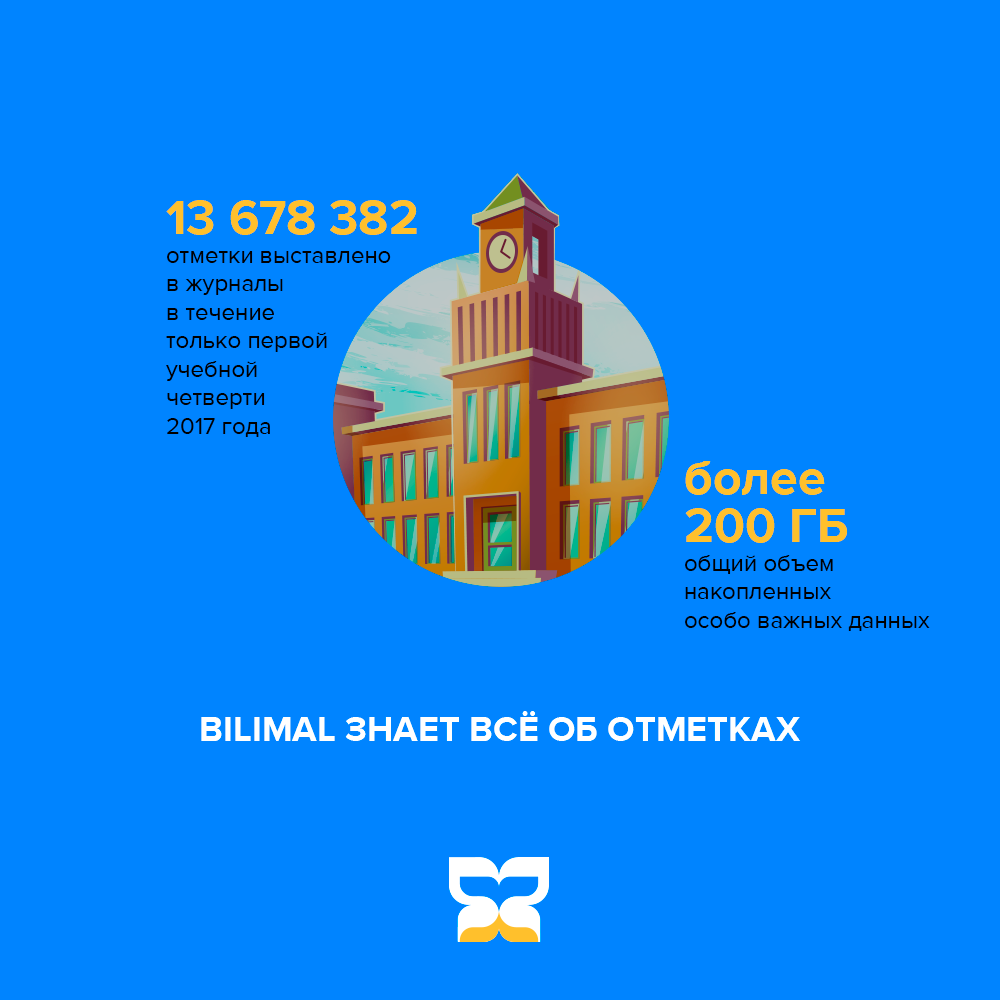 13 678 382
отметки выставлено
в журналы
в течение
только первой
учебной
четверти
2017 года
более
200 ГБ
общий объем
накопленных
особо важных данных
BILIMAL ЗНАЕТ ВСЁ ОБ ОТМЕТКАХ